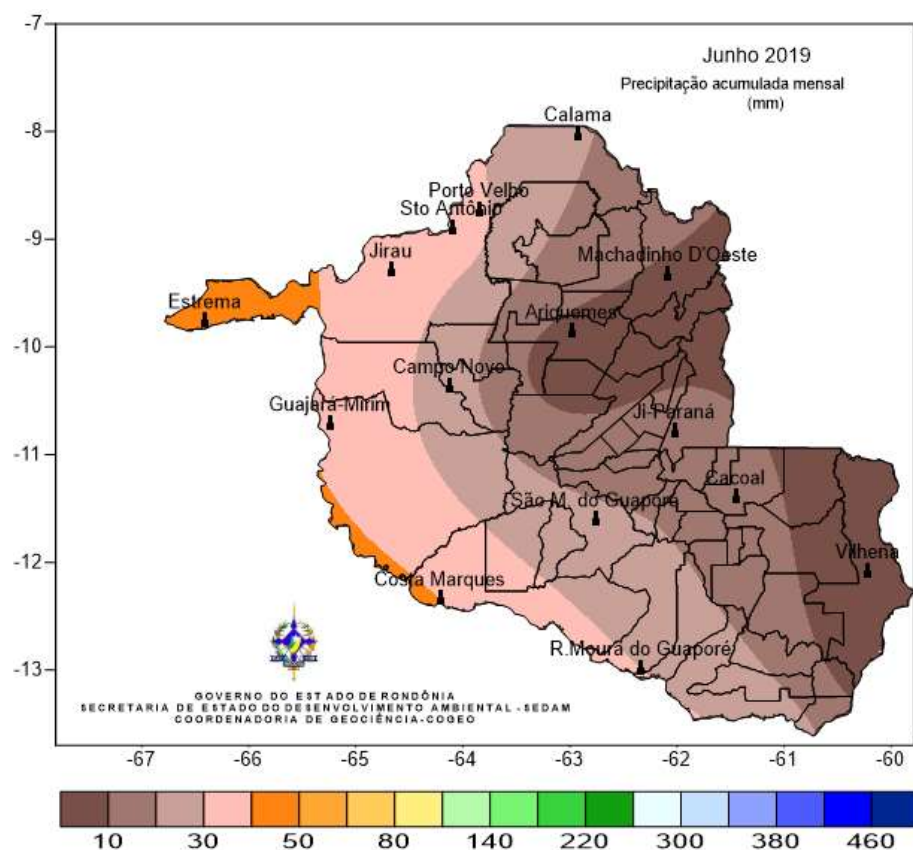 -7
Junho 2019
Precipitação acumulada mensal
(mm)
Calama
-8
Porto Velho
Sto Antônio
-9
Jirau
Machadinho D'Oeste
Estrema
Ariquemes
-10
Campo Novo
Guajará-Mirim
Ji-Paraná
-11
Cacoal
São M. do Guaporé
Vilhena
-12
Costa Marques
R.Moura do Guaporé
-13
GOVERNO DO ESTADO DE RONDÔNIA
SECRETARIA DE ESTADO DO DESENVOLVIMENTO AMBIENTAL - SEDAM
COORDENADORIA DE GEOCIÊNCIA-COGEO
-67 -66 -65 -64 -63 -62 -61 -60
10 30 50 80 140 220 300 380 460